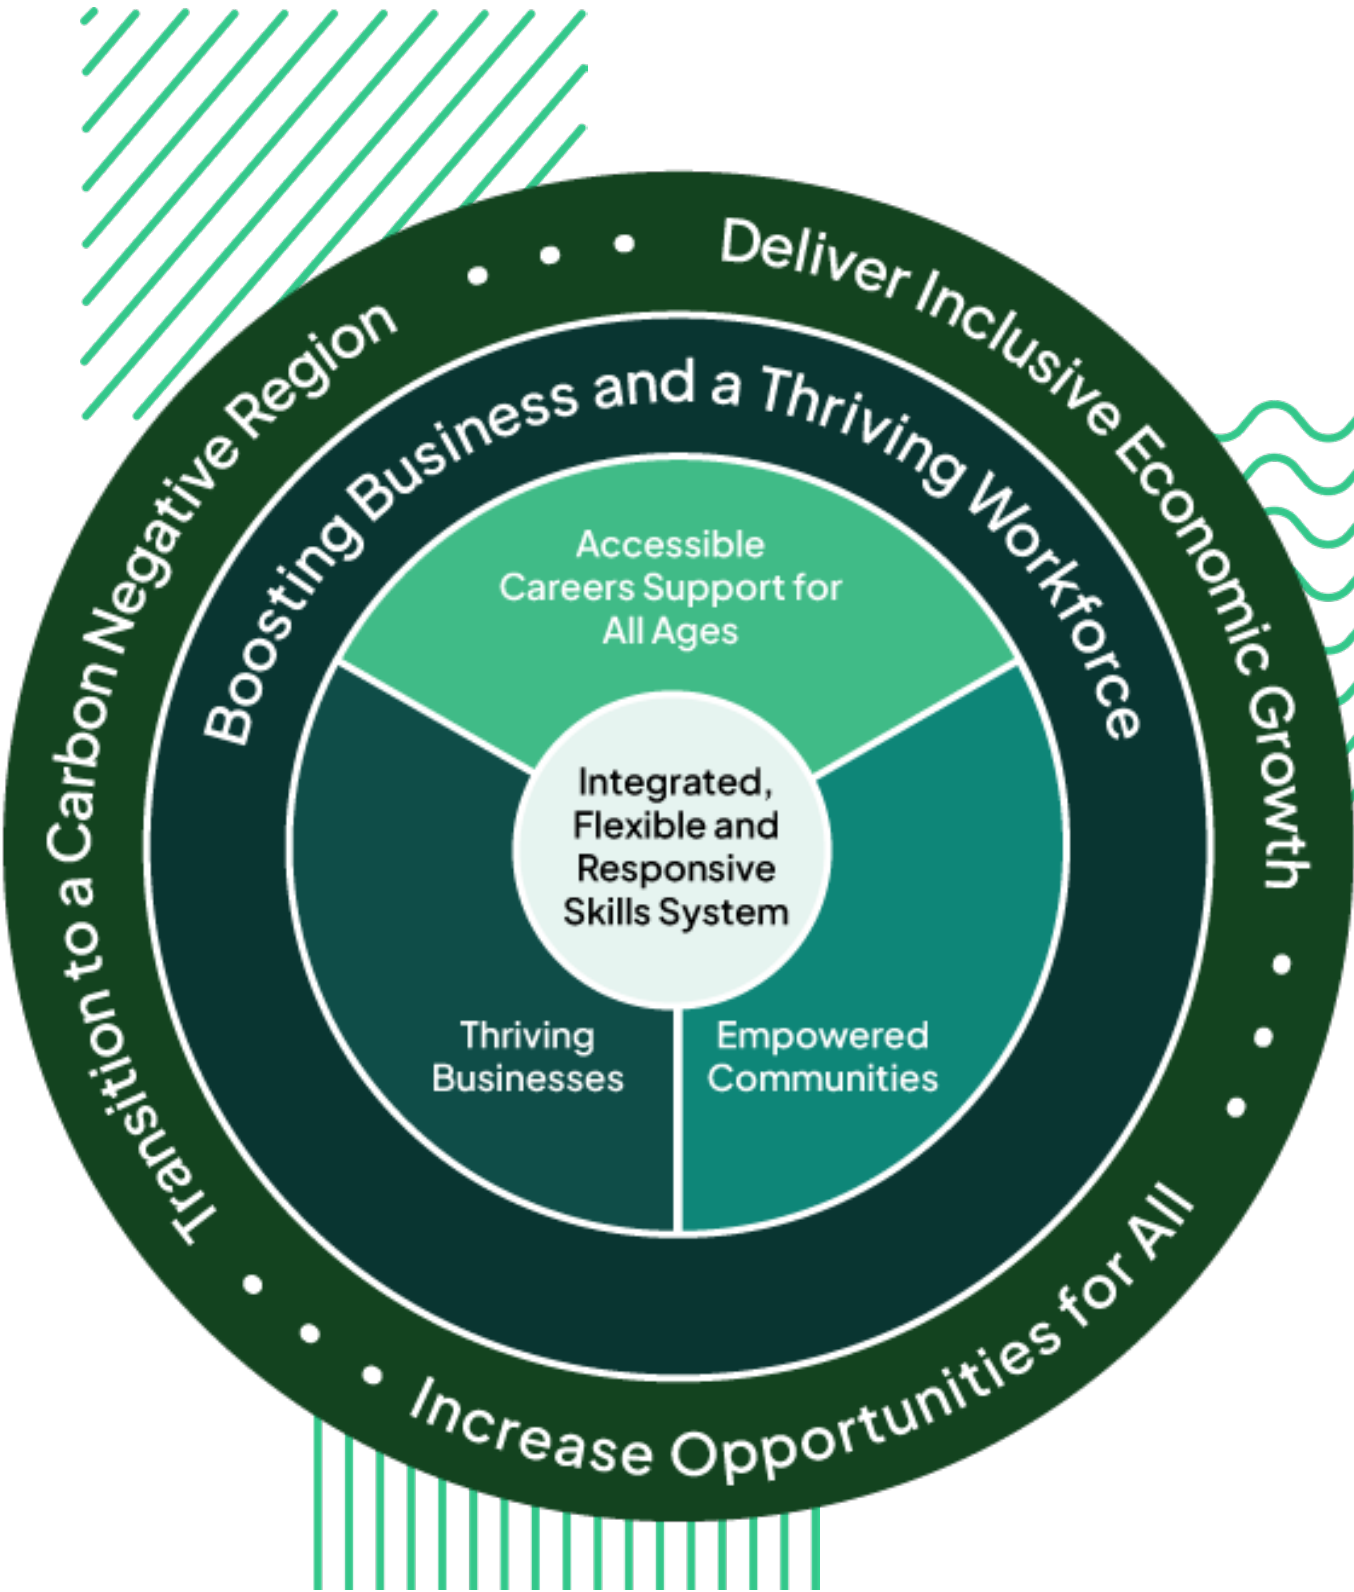 Deliver Inclusive Economic Growth
Increase Opportunities for All
Transition to a Carbon Negative Region
Boosting Business and a Thriving Workforce
Accessible
Careers Support for
All Ages
Integrated,
Flexible and
Responsive
Skills System
Thriving
Businesses
Empowered
Communities